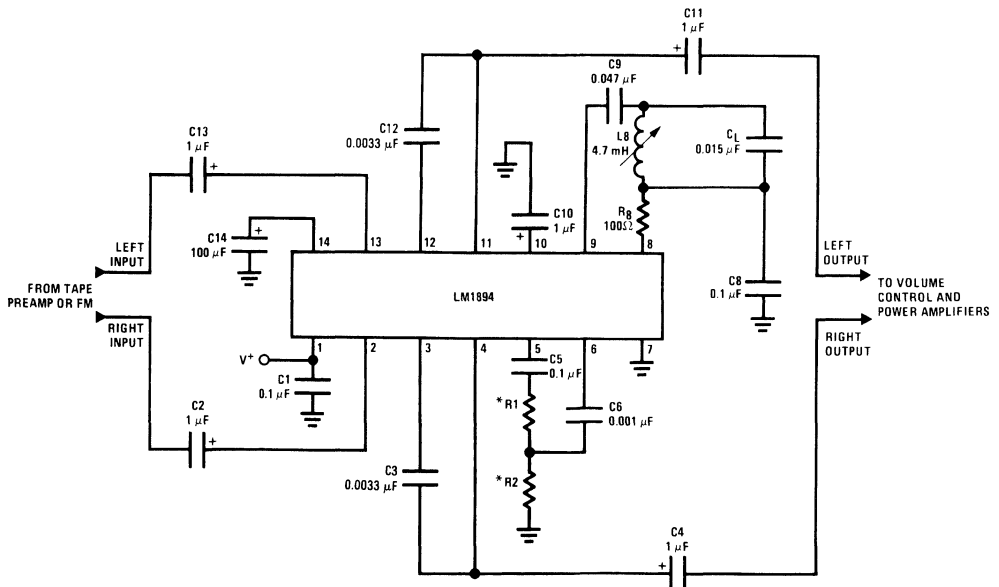 C11
1 μF
+
C9
0.047 μF
C13
1 μF
+
C12
0.0033 μF
L8
4.7 mH
CL
0.015 μF
C14
100 μF
+
C10
1 μF
+
R8
100Ω
14
13
12
11
10
9
8
LEFT
INPUT
LEFT
OUTPUT
FROM TAPE
PREAMP OR FM
LM1894
C8
0.1 μF
TO VOLUME
CONTROL AND
POWER AMPLIFIERS
RIGHT
INPUT
RIGHT
OUTPUT
1
2
3
4
5
6
7
V+
C1
0.1 μF
C5
0.1 μF
*R1
C6
0.001 μF
C2
1 μF
+
C3
0.0033 μF
*R2
C4
1 μF
+